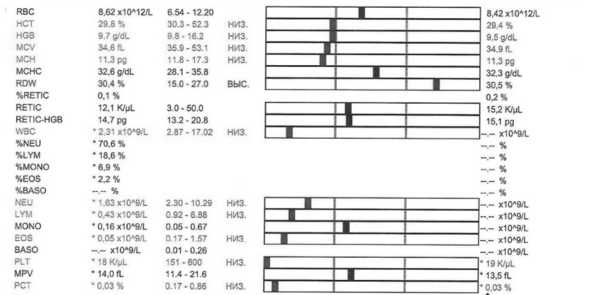 RBC 8,62 x10^12/L 6.54 - 12.20 8,42 x10^12/L
HCT 29,8 % 30.3 - 52.3 НИЗ. 29,4 %
HGB 9,7 g/dL 9.8 - 16.2 НИЗ. 9,5 g/dL
MCV 34,6 fL 35.9 - 53.1 НИЗ. 34,9 fL
MCH 11,3 pg 11.8 - 17.3 НИЗ. 11,3 pg
MCHC 32,6 g/dL 28.1 - 35.8 32,3 g/dL
RDW 30,4 % 15.0 - 27.0 ВЫС. 30,5 %
%RETIC 0,1 % 0,2 %
RETIC 12,1 K/µL 3.0 - 50.0 15,2 K/µL
RETIC-HGB 14,7 pg 13.2 - 20.8 15,1 pg
WBC * 2,31 x10^9/L 2.87 - 17.02 НИЗ. --.-- x10^9/L
%NEU * 70,6 % --.-- %
%LYM * 18,6 % --.-- %
%MONO * 6,9 % --.-- %
%EOS * 2,2 % --.-- %
%BASO --.-- % --.-- %
NEU * 1,63 x10^9/L 2.30 - 10.29 НИЗ. --.-- x10^9/L
LYM * 0,43 x10^9/L 0.92 - 6.88 НИЗ. --.-- x10^9/L
MONO * 0,16 x10^9/L 0.05 - 0.67 --.-- x10^9/L
EOS * 0,05 x10^9/L 0.17 - 1.57 НИЗ. --.-- x10^9/L
BASO --.-- x10^9/L 0.01 - 0.26 --.-- x10^9/L
PLT * 18 K/µL 151 - 600 НИЗ. * 19 K/µL
MPV * 14,0 fL 11.4 - 21.6 * 13,5 fL
PCT * 0,03 % 0.17 - 0.86 НИЗ. * 0,03 %